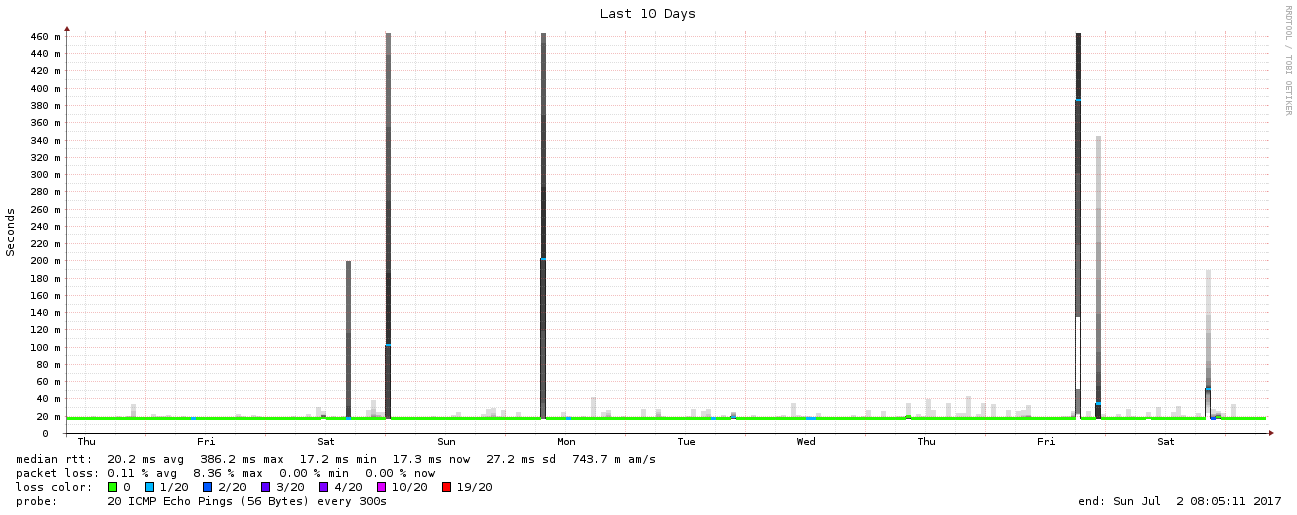 Last 10 Days
RRDTOOL / TOBI OETIKER
Seconds
460 m
440 m
420 m
400 m
380 m
360 m
340 m
320 m
300 m
280 m
260 m
240 m
220 m
200 m
180 m
160 m
140 m
120 m
100 m
80 m
60 m
40 m
20 m
0
Thu Fri Sat Sun Mon Tue Wed Thu Fri Sat
median rtt: 20.2 ms avg 386.2 ms max 17.2 ms min 17.3 ms now 27.2 ms sd 743.7 m am/s
packet loss: 0.11 % avg 8.36 % max 0.00 % min 0.00 % now
loss color: 0 1/20 2/20 3/20 4/20 10/20 19/20
probe: 20 ICMP Echo Pings (56 Bytes) every 300s end: Sun Jul 2 08:05:11 2017